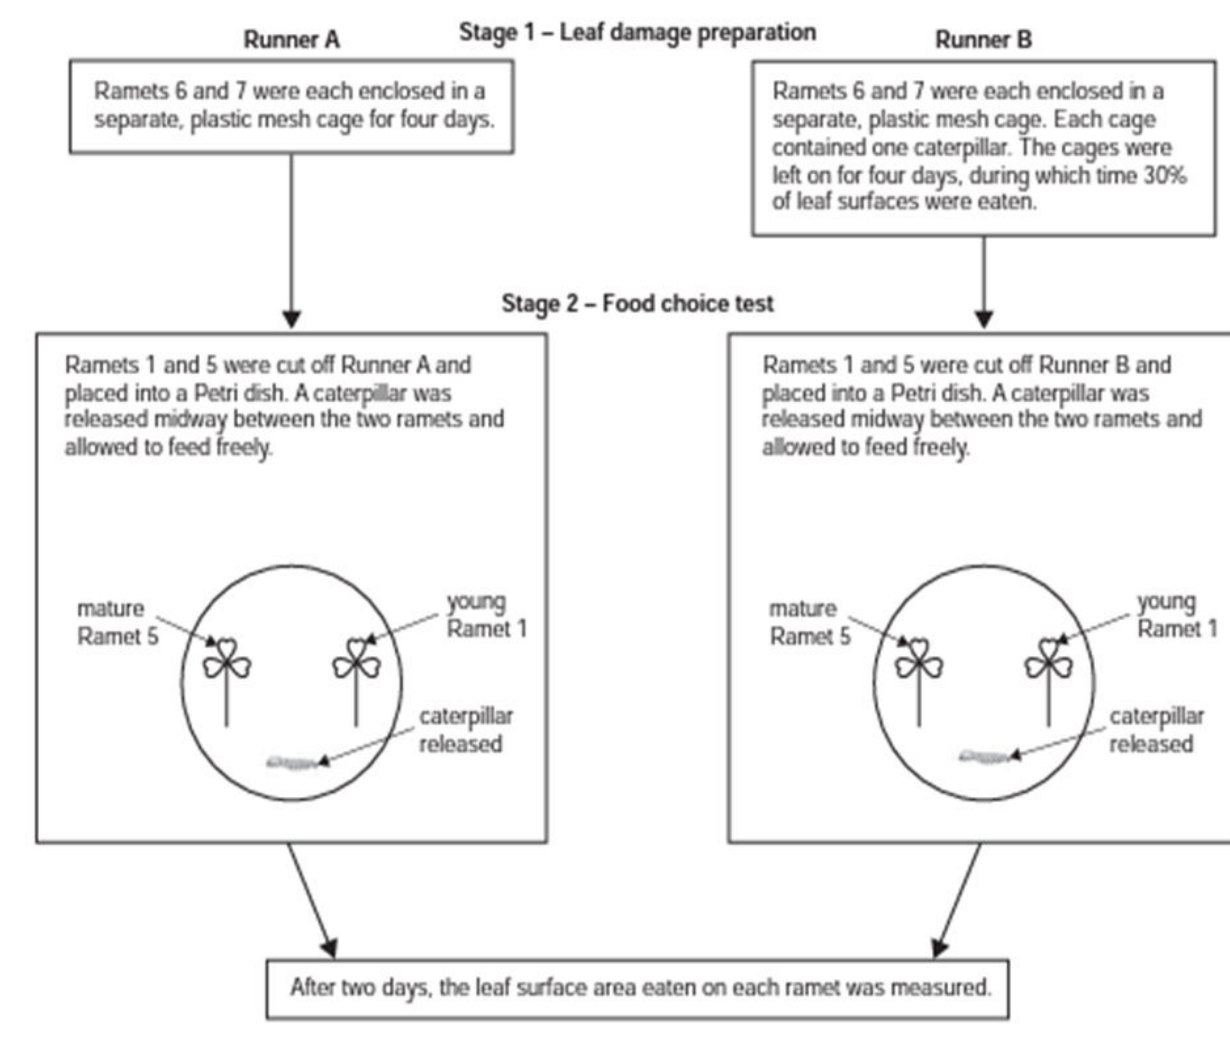 Stage 1 – Leaf damage preparation
Runner A
Ramets 6 and 7 were each enclosed in a
separate, plastic mesh cage for four days.
Runner B
Ramets 6 and 7 were each enclosed in a
separate, plastic mesh cage. Each cage
contained one caterpillar. The cages were
left on for four days, during which time 30%
of leaf surfaces were eaten.
Stage 2 – Food choice test
Ramets 1 and 5 were cut off Runner A and
placed into a Petri dish. A caterpillar was
released midway between the two ramets and
allowed to feed freely.
mature
Ramet 5
young
Ramet 1
caterpillar
released
Ramets 1 and 5 were cut off Runner B and
placed into a Petri dish. A caterpillar was
released midway between the two ramets and
allowed to feed freely.
mature
Ramet 5
young
Ramet 1
caterpillar
released
After two days, the leaf surface area eaten on each ramet was measured.